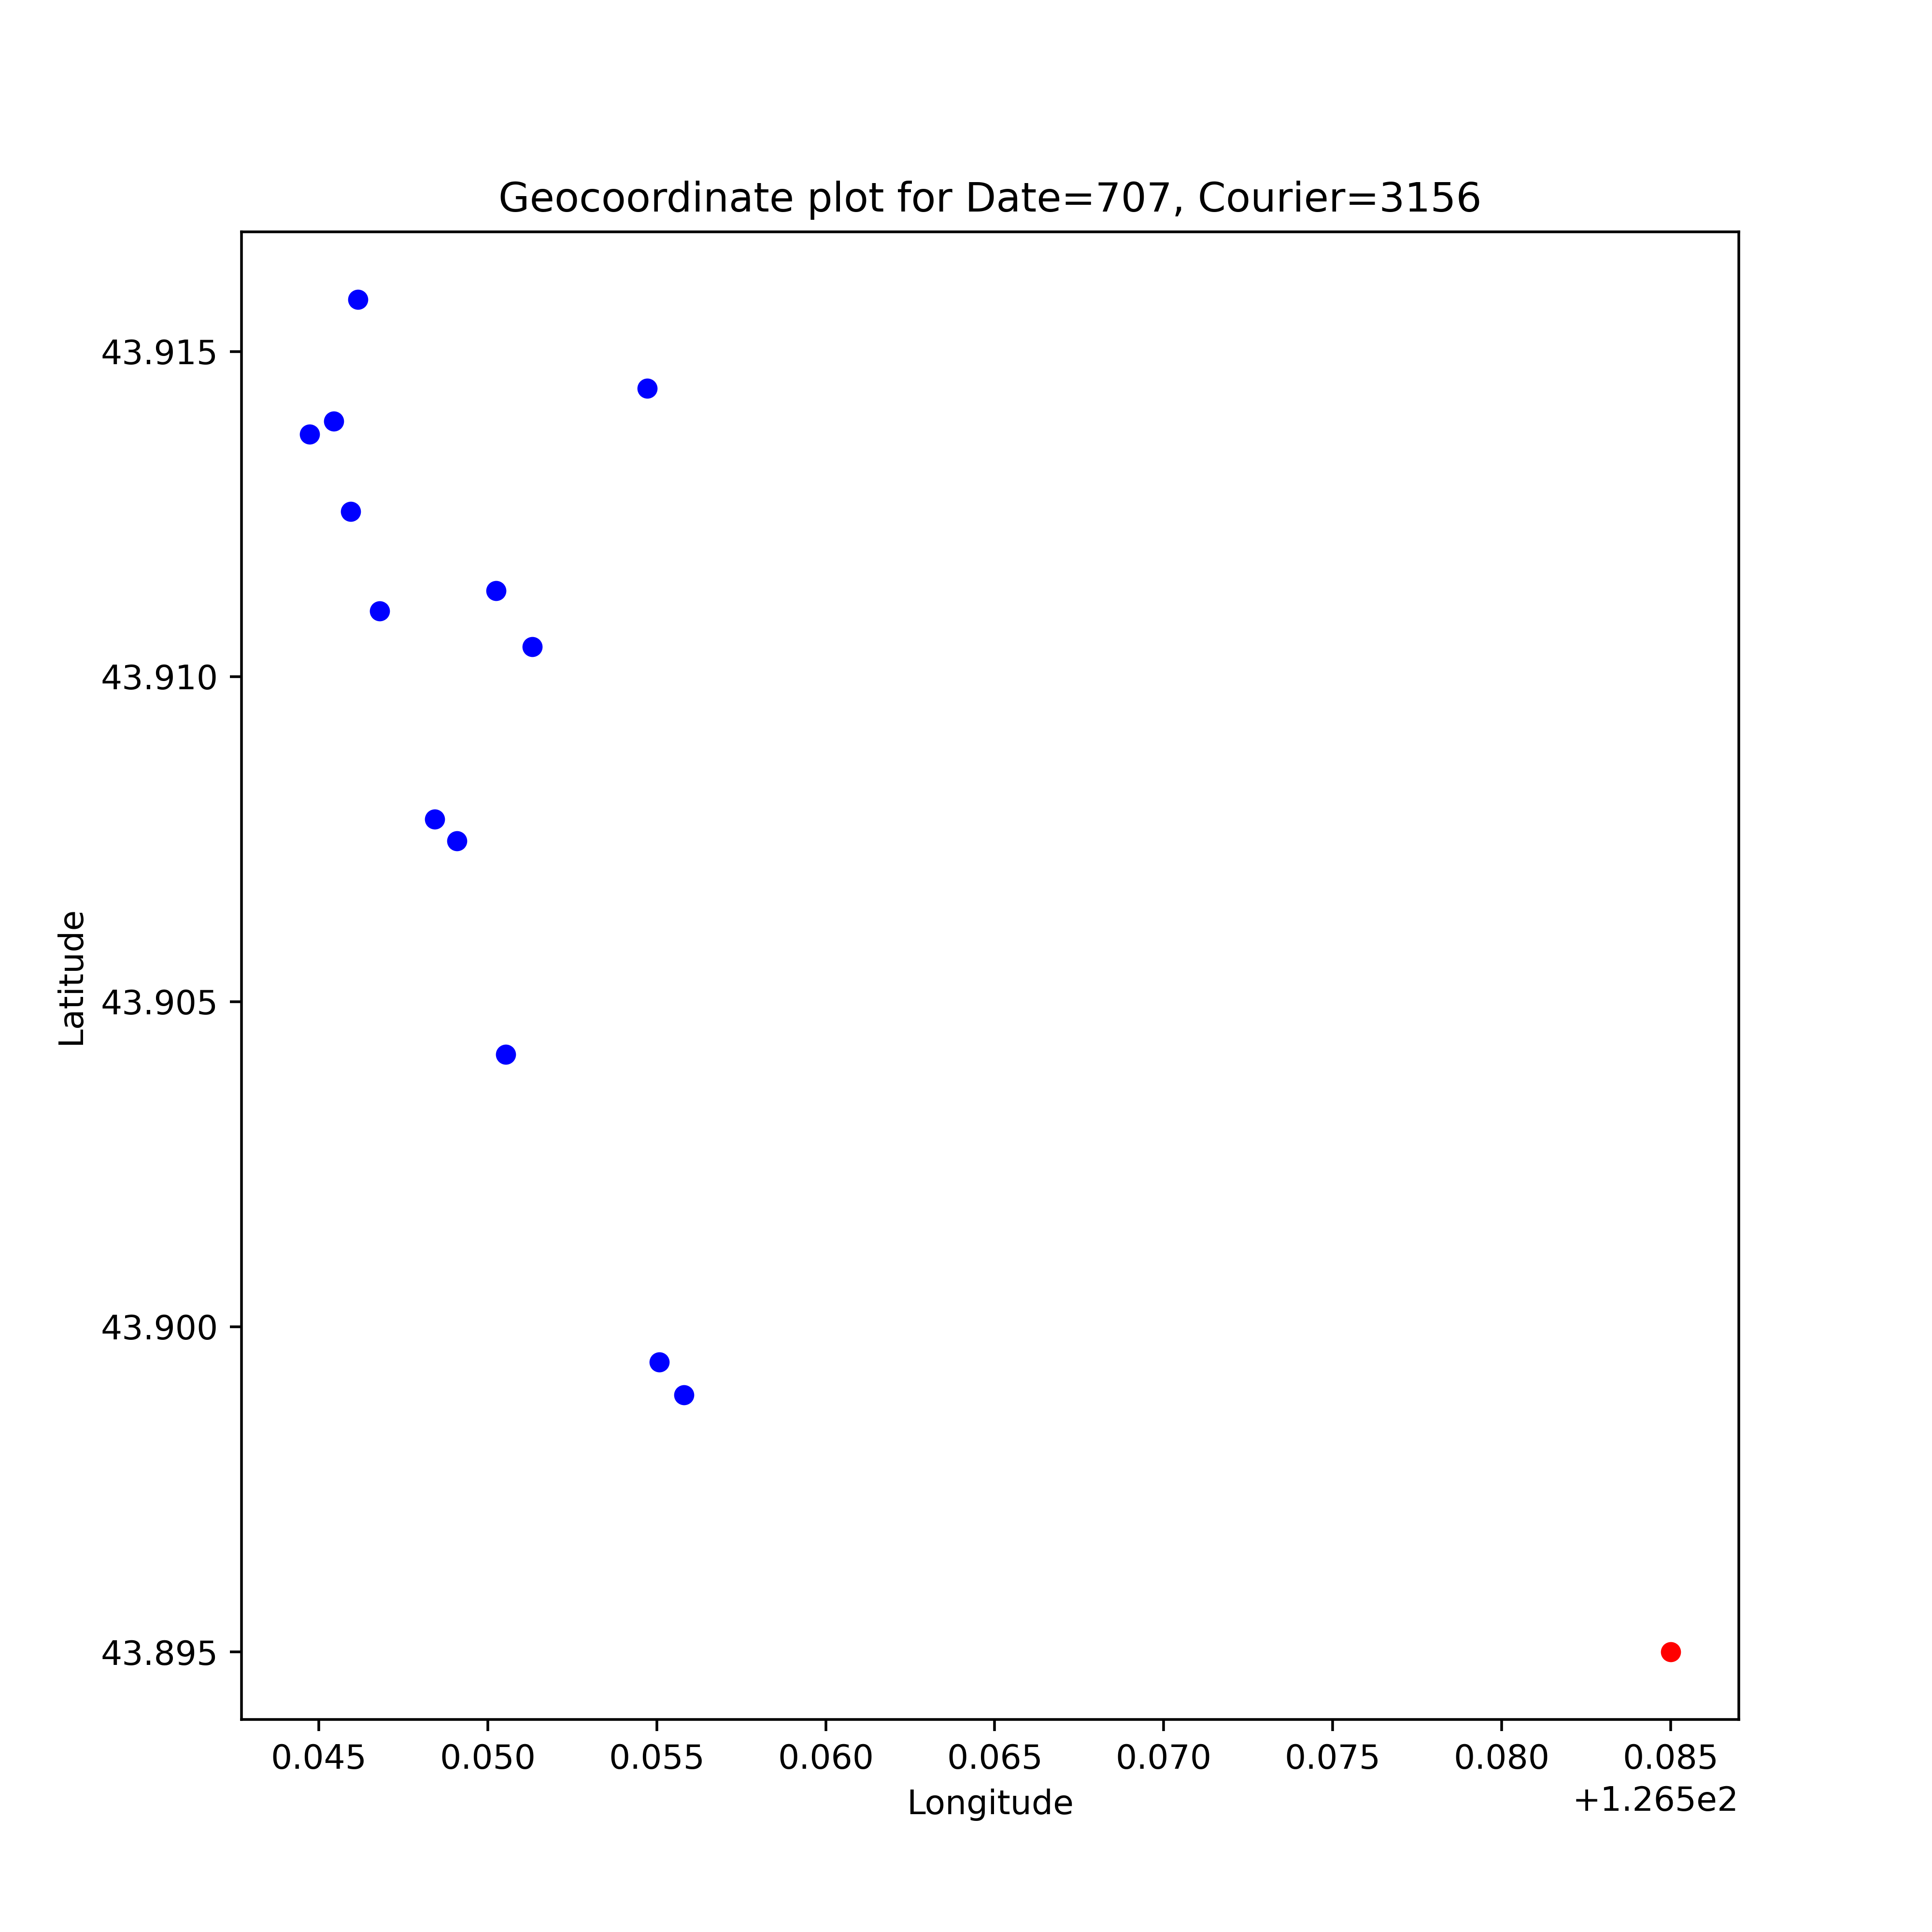 Geocoordinate plot for Date=707, Courier=3156
43.915
43.910
43.905
43.900
43.895
Latitude
0.045 0.050 0.055 0.060 0.065 0.070 0.075 0.080 0.085
+1.265e2
Longitude